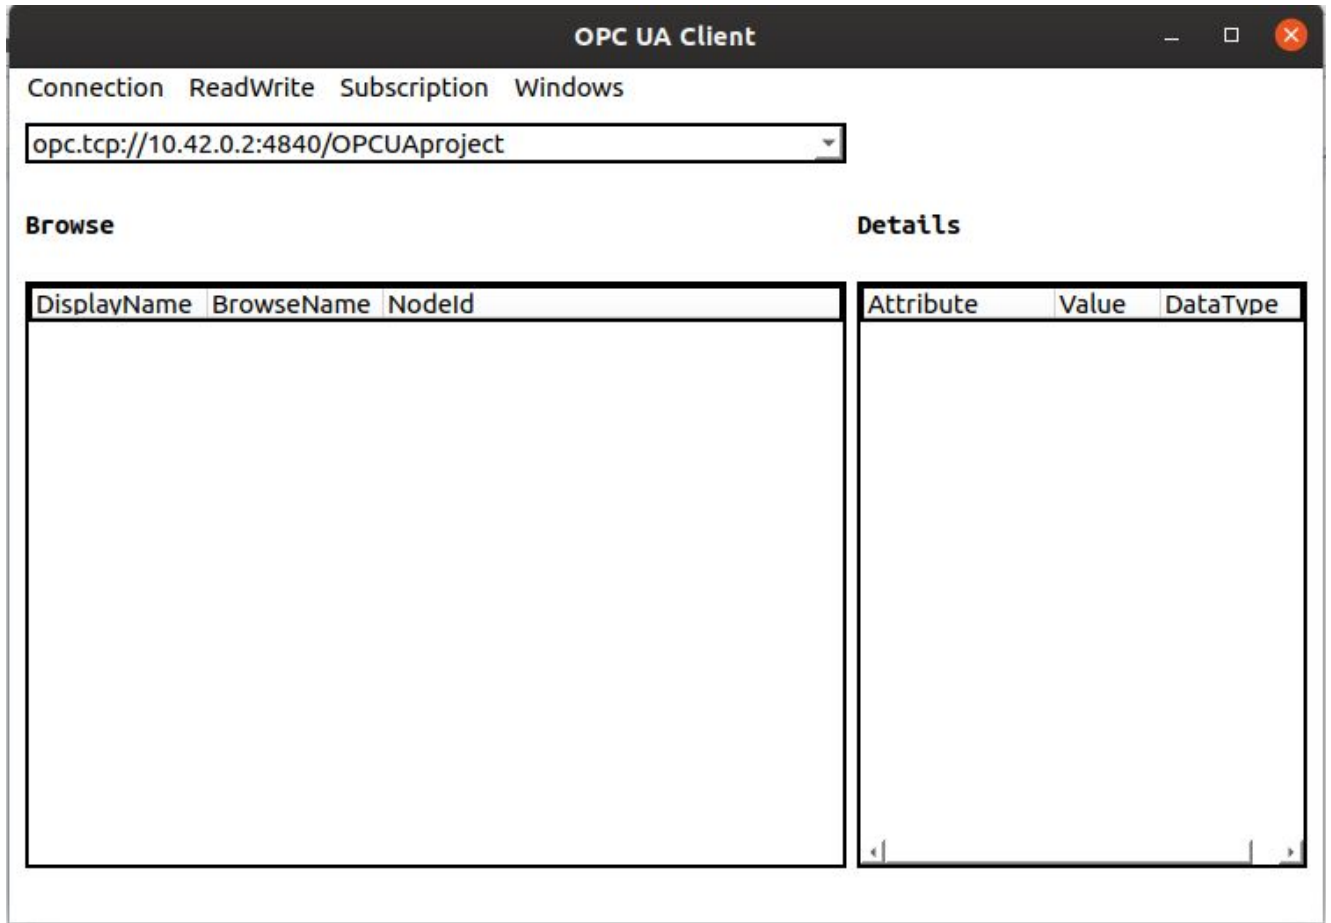 OPC UA Client
Connection ReadWrite Subscription Windows
opc.tcp://10.42.0.2:4840/OPCUAproject
Browse Details
DisplayName BrowseName NodeId Attribute Value DataType